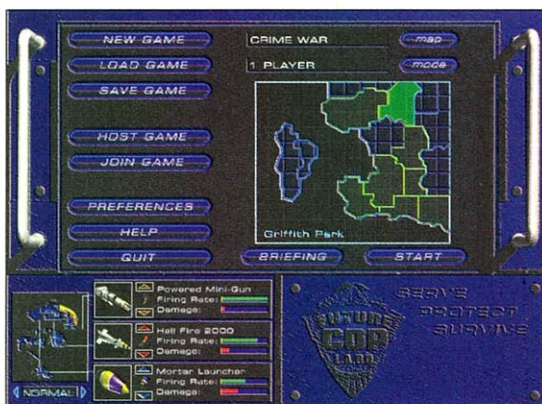 NEW GAME
LOAD GAME
SAVE GAME
HOST GAME
JOIN GAME
PREFERENCES
HELP
QUIT
CRIME WAR
map
1 PLAYER
mode
Griffith Park
BRIEFING
START
Powered Mini-Gun
Firing Rate:
Damage:
Hell Fire 2000
Firing Rate:
Damage:
Mortar Launcher
Firing Rate:
Damage:
NORMAL
FUTURE
COP
L.A.P.D.
SERVE
PROTECT
SURVIVE